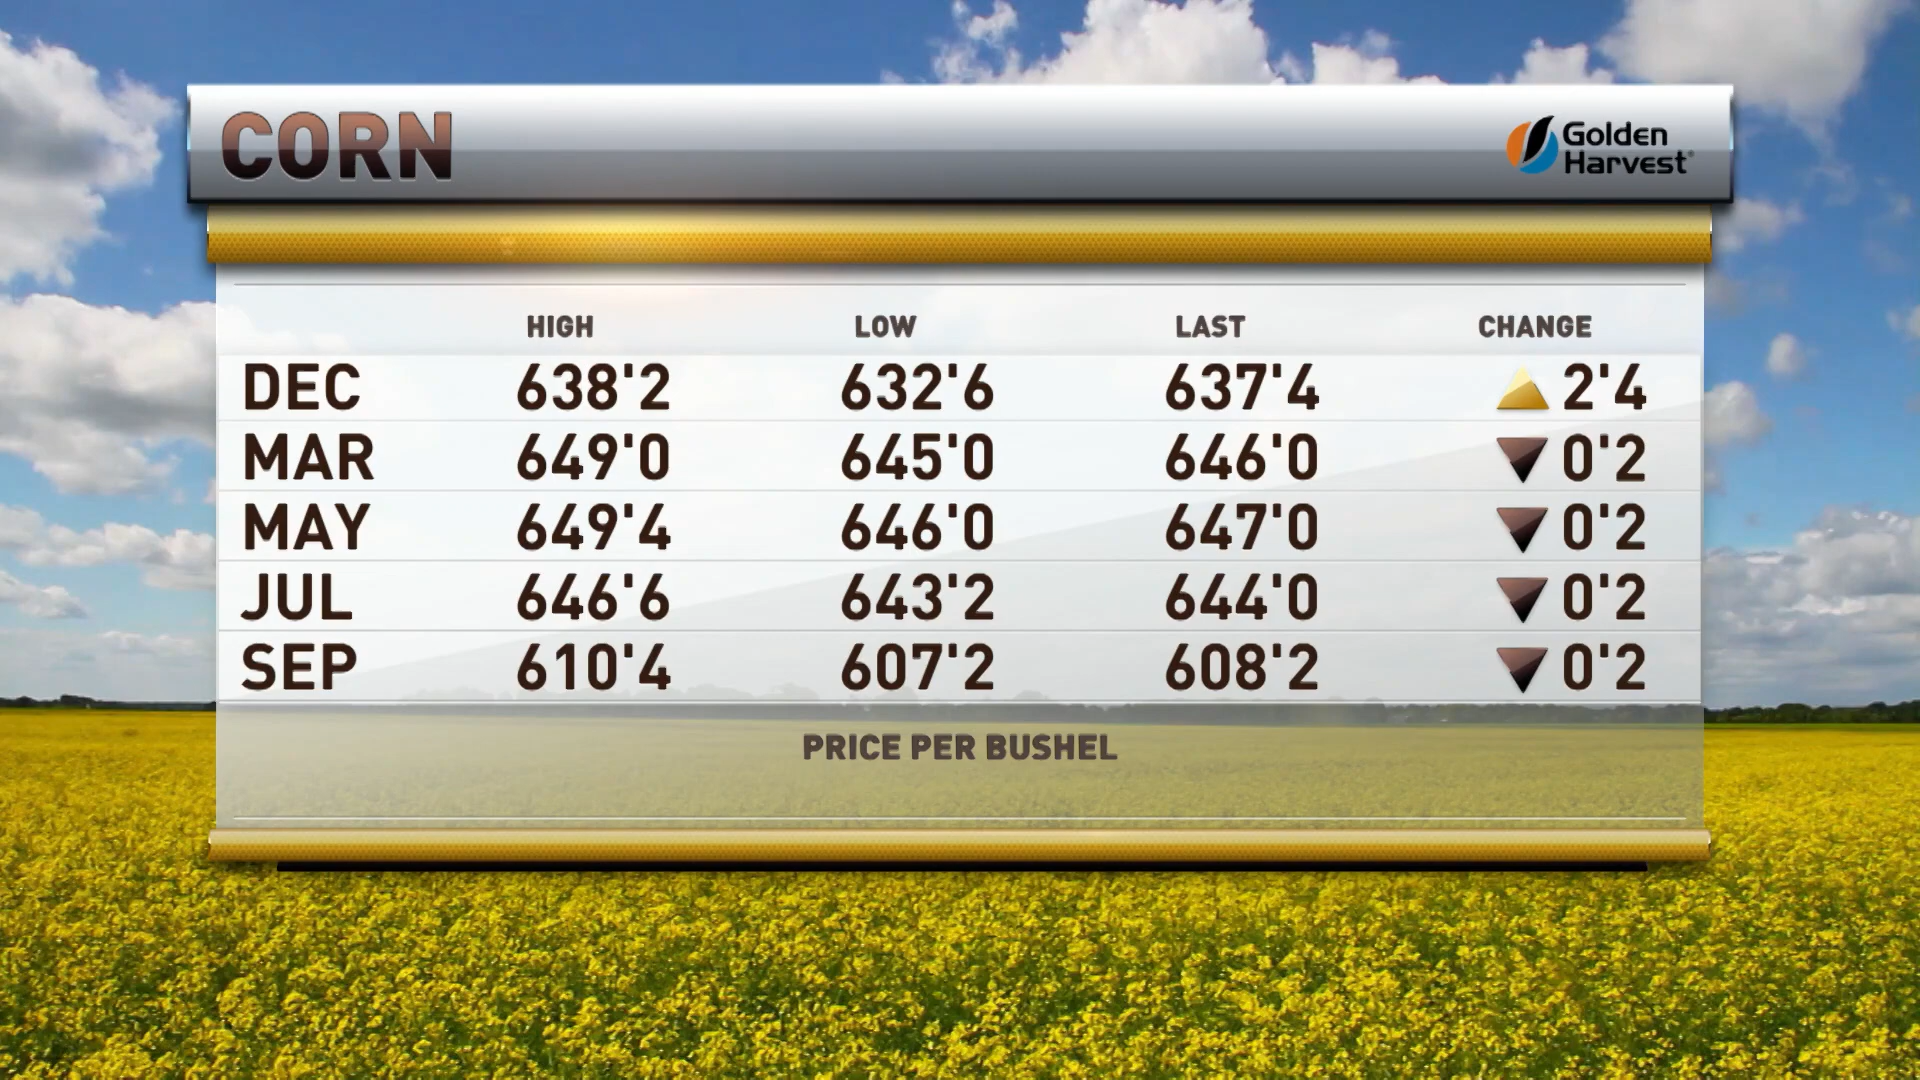 CORN
Golden
Harvest®
HIGH LOW LAST CHANGE
DEC 638'2 632'6 637'4 2'4
MAR 649'0 645'0 646'0 0'2
MAY 649'4 646'0 647'0 0'2
JUL 646'6 643'2 644'0 0'2
SEP 610'4 607'2 608'2 0'2
PRICE PER BUSHEL